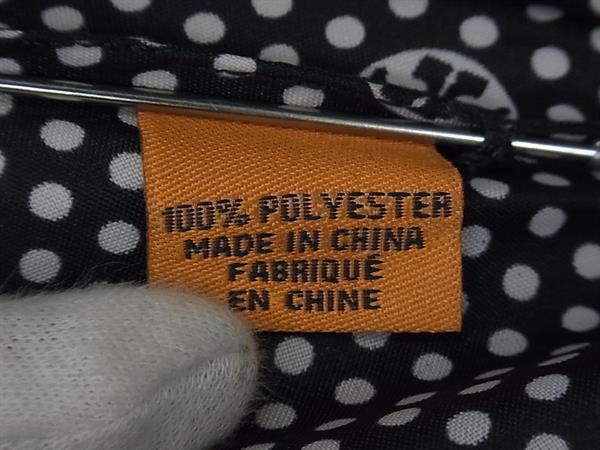 100% POLYESTER
MADE IN CHINA
FABRIQUÉ
EN CHINE